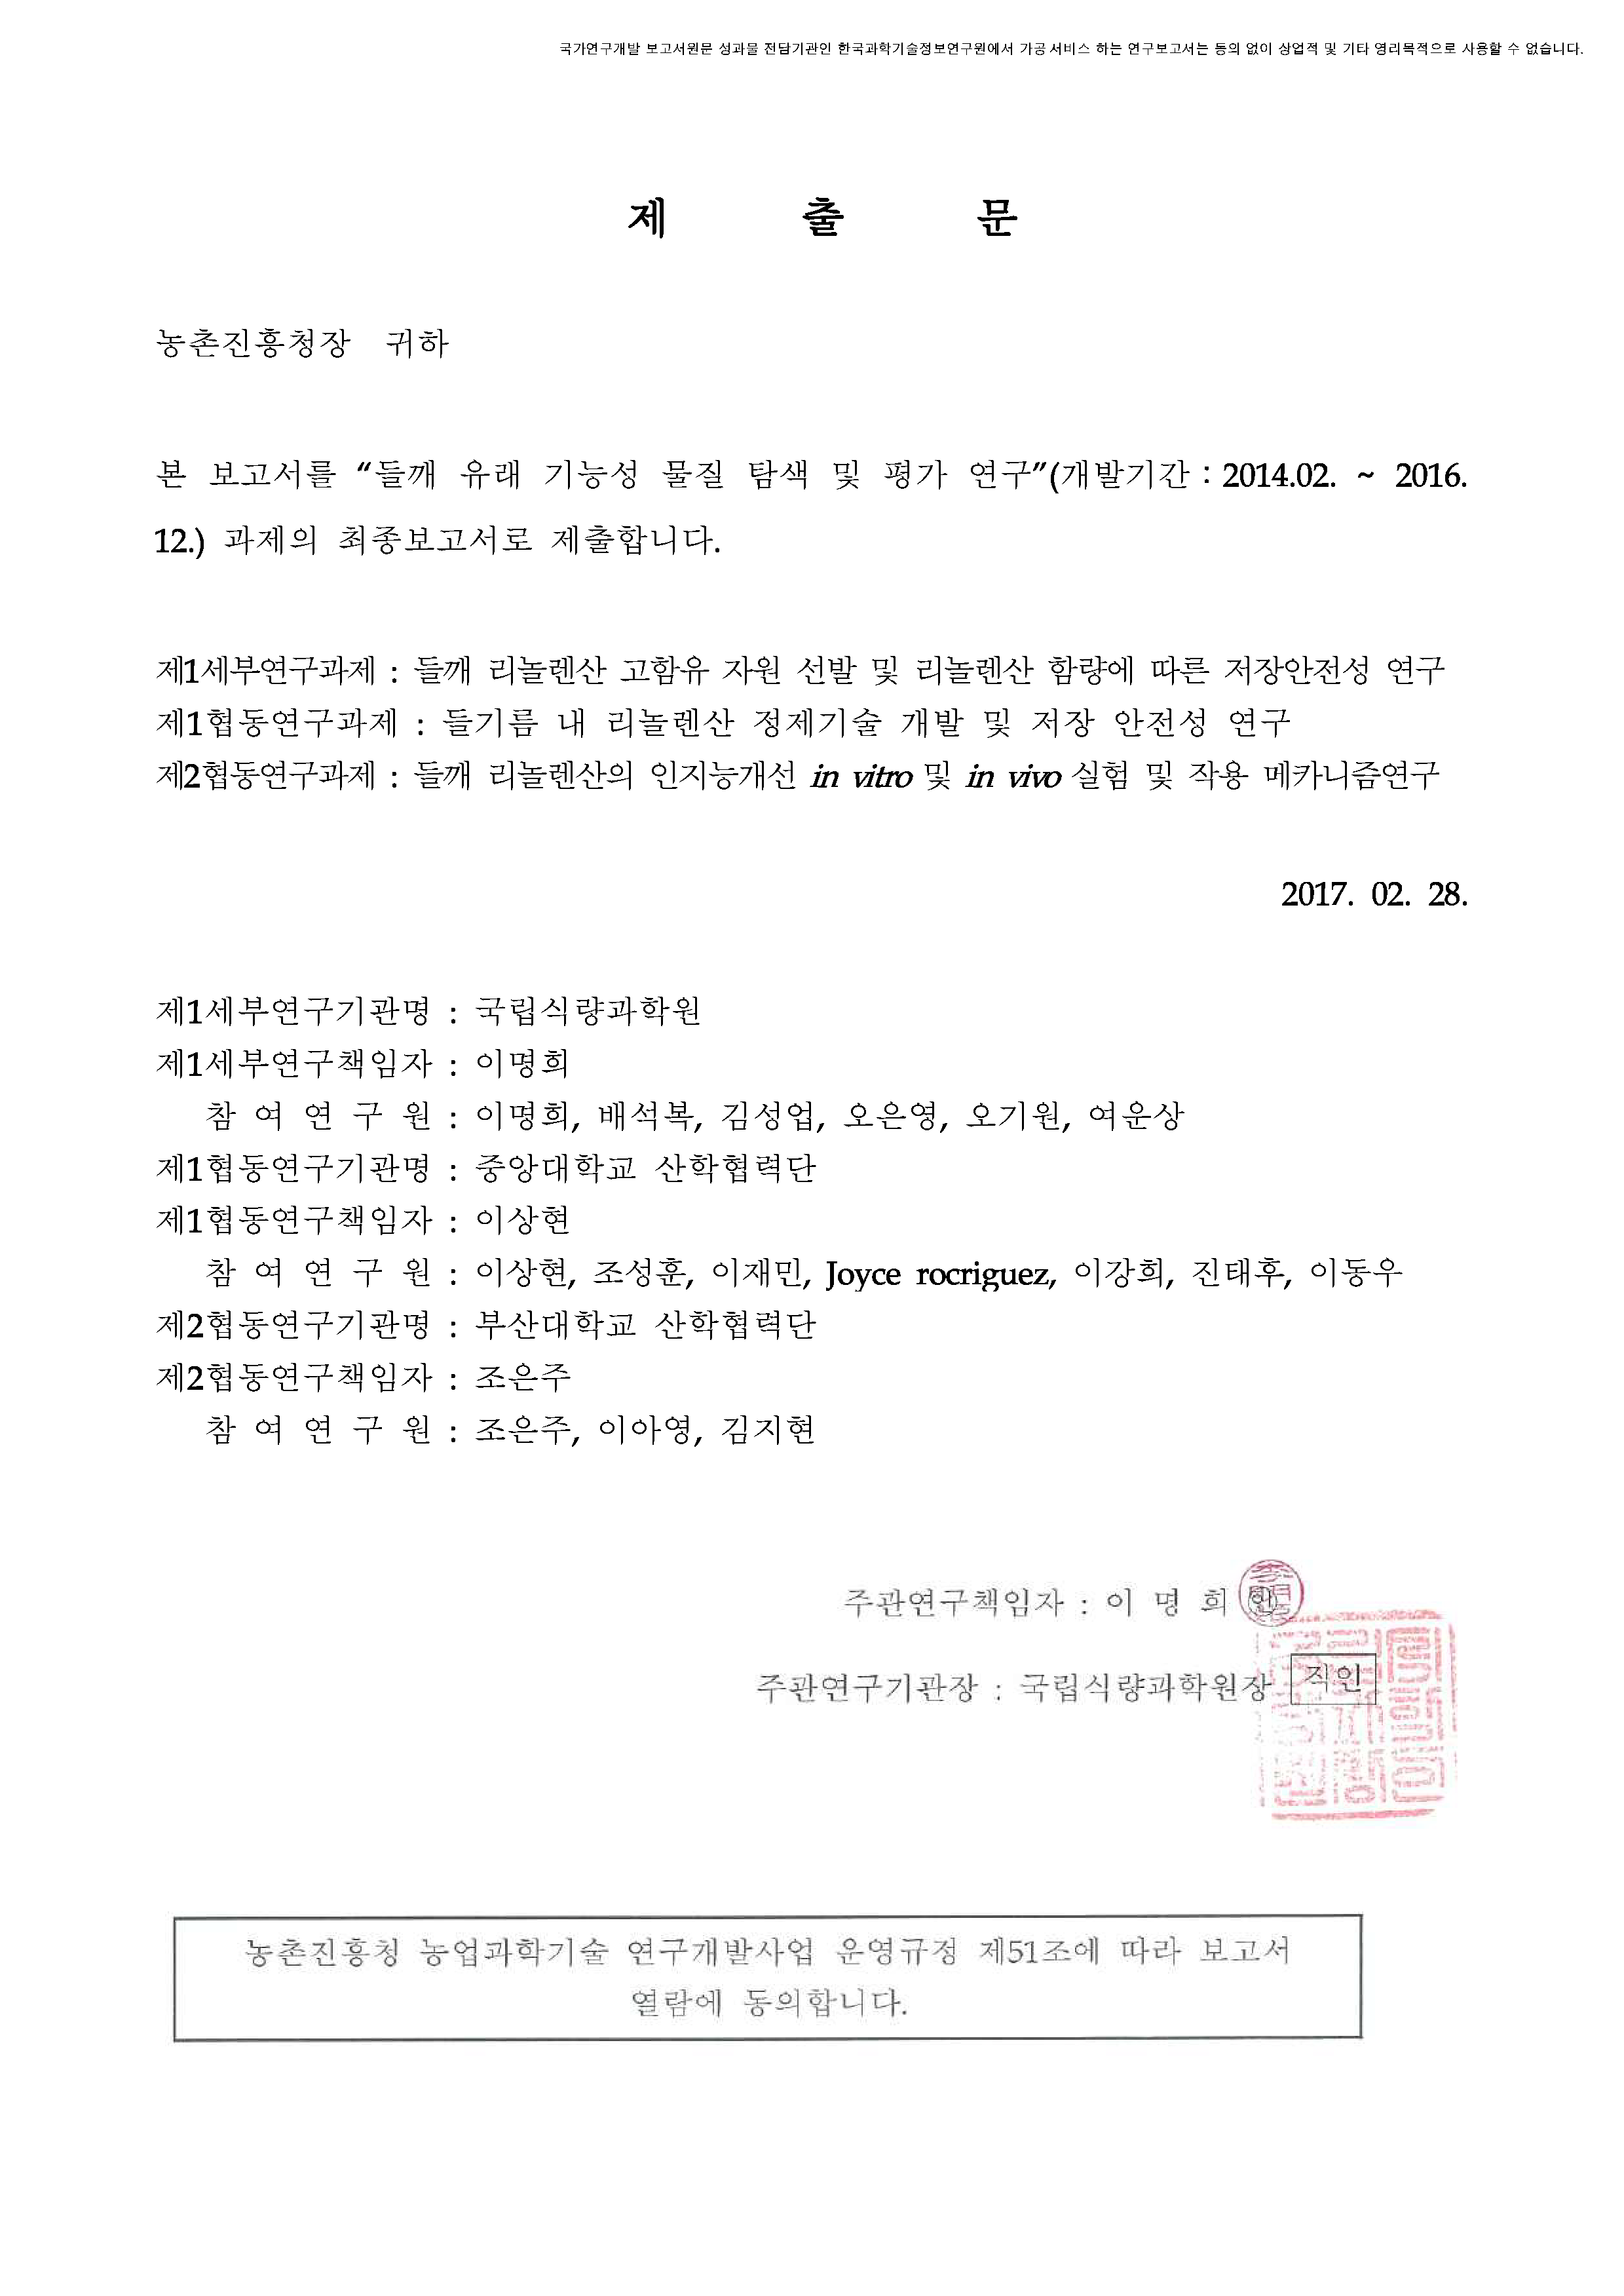 국가연구개발 보고서원문 성과물 전담기관인 한국과학기술정보연구원에서 가공·서비스 하는 연구보고서는 동의 없이 상업적 및 기타 영리목적으로 사용할 수 없습니다.
제 출 문
농촌진흥청장 귀하
본 보고서를 “들깨 유래 기능성 물질 탐색 및 평가 연구”(개발기간 : 2014.02. ~ 2016.
12.) 과제의 최종보고서로 제출합니다.
제1세부연구과제 : 들깨 리놀렌산 고함유 자원 선발 및 리놀렌산 함량에 따른 저장안전성 연구
제1협동연구과제 : 들기름 내 리놀렌산 정제기술 개발 및 저장 안전성 연구
제2협동연구과제 : 들깨 리놀렌산의 인지능개선 in vitro 및 in vivo 실험 및 작용 메카니즘연구
2017. 02. 28.
제1세부연구기관명 : 국립식량과학원
제1세부연구책임자 : 이명희
참 여 연 구 원 : 이명희, 배석복, 김성업, 오은영, 오기원, 여운상
제1협동연구기관명 : 중앙대학교 산학협력단
제1협동연구책임자 : 이상현
참 여 연 구 원 : 이상현, 조성훈, 이재민, Joyce rocriguez, 이강희, 진태후, 이동우
제2협동연구기관명 : 부산대학교 산학협력단
제2협동연구책임자 : 조은주
참 여 연 구 원 : 조은주, 이아영, 김지현
주관연구책임자 : 이 명 희 인
주관연구기관장 : 국립식량과학원장 직인
농촌진흥청 농업과학기술 연구개발사업 운영규정 제51조에 따라 보고서
열람에 동의합니다.